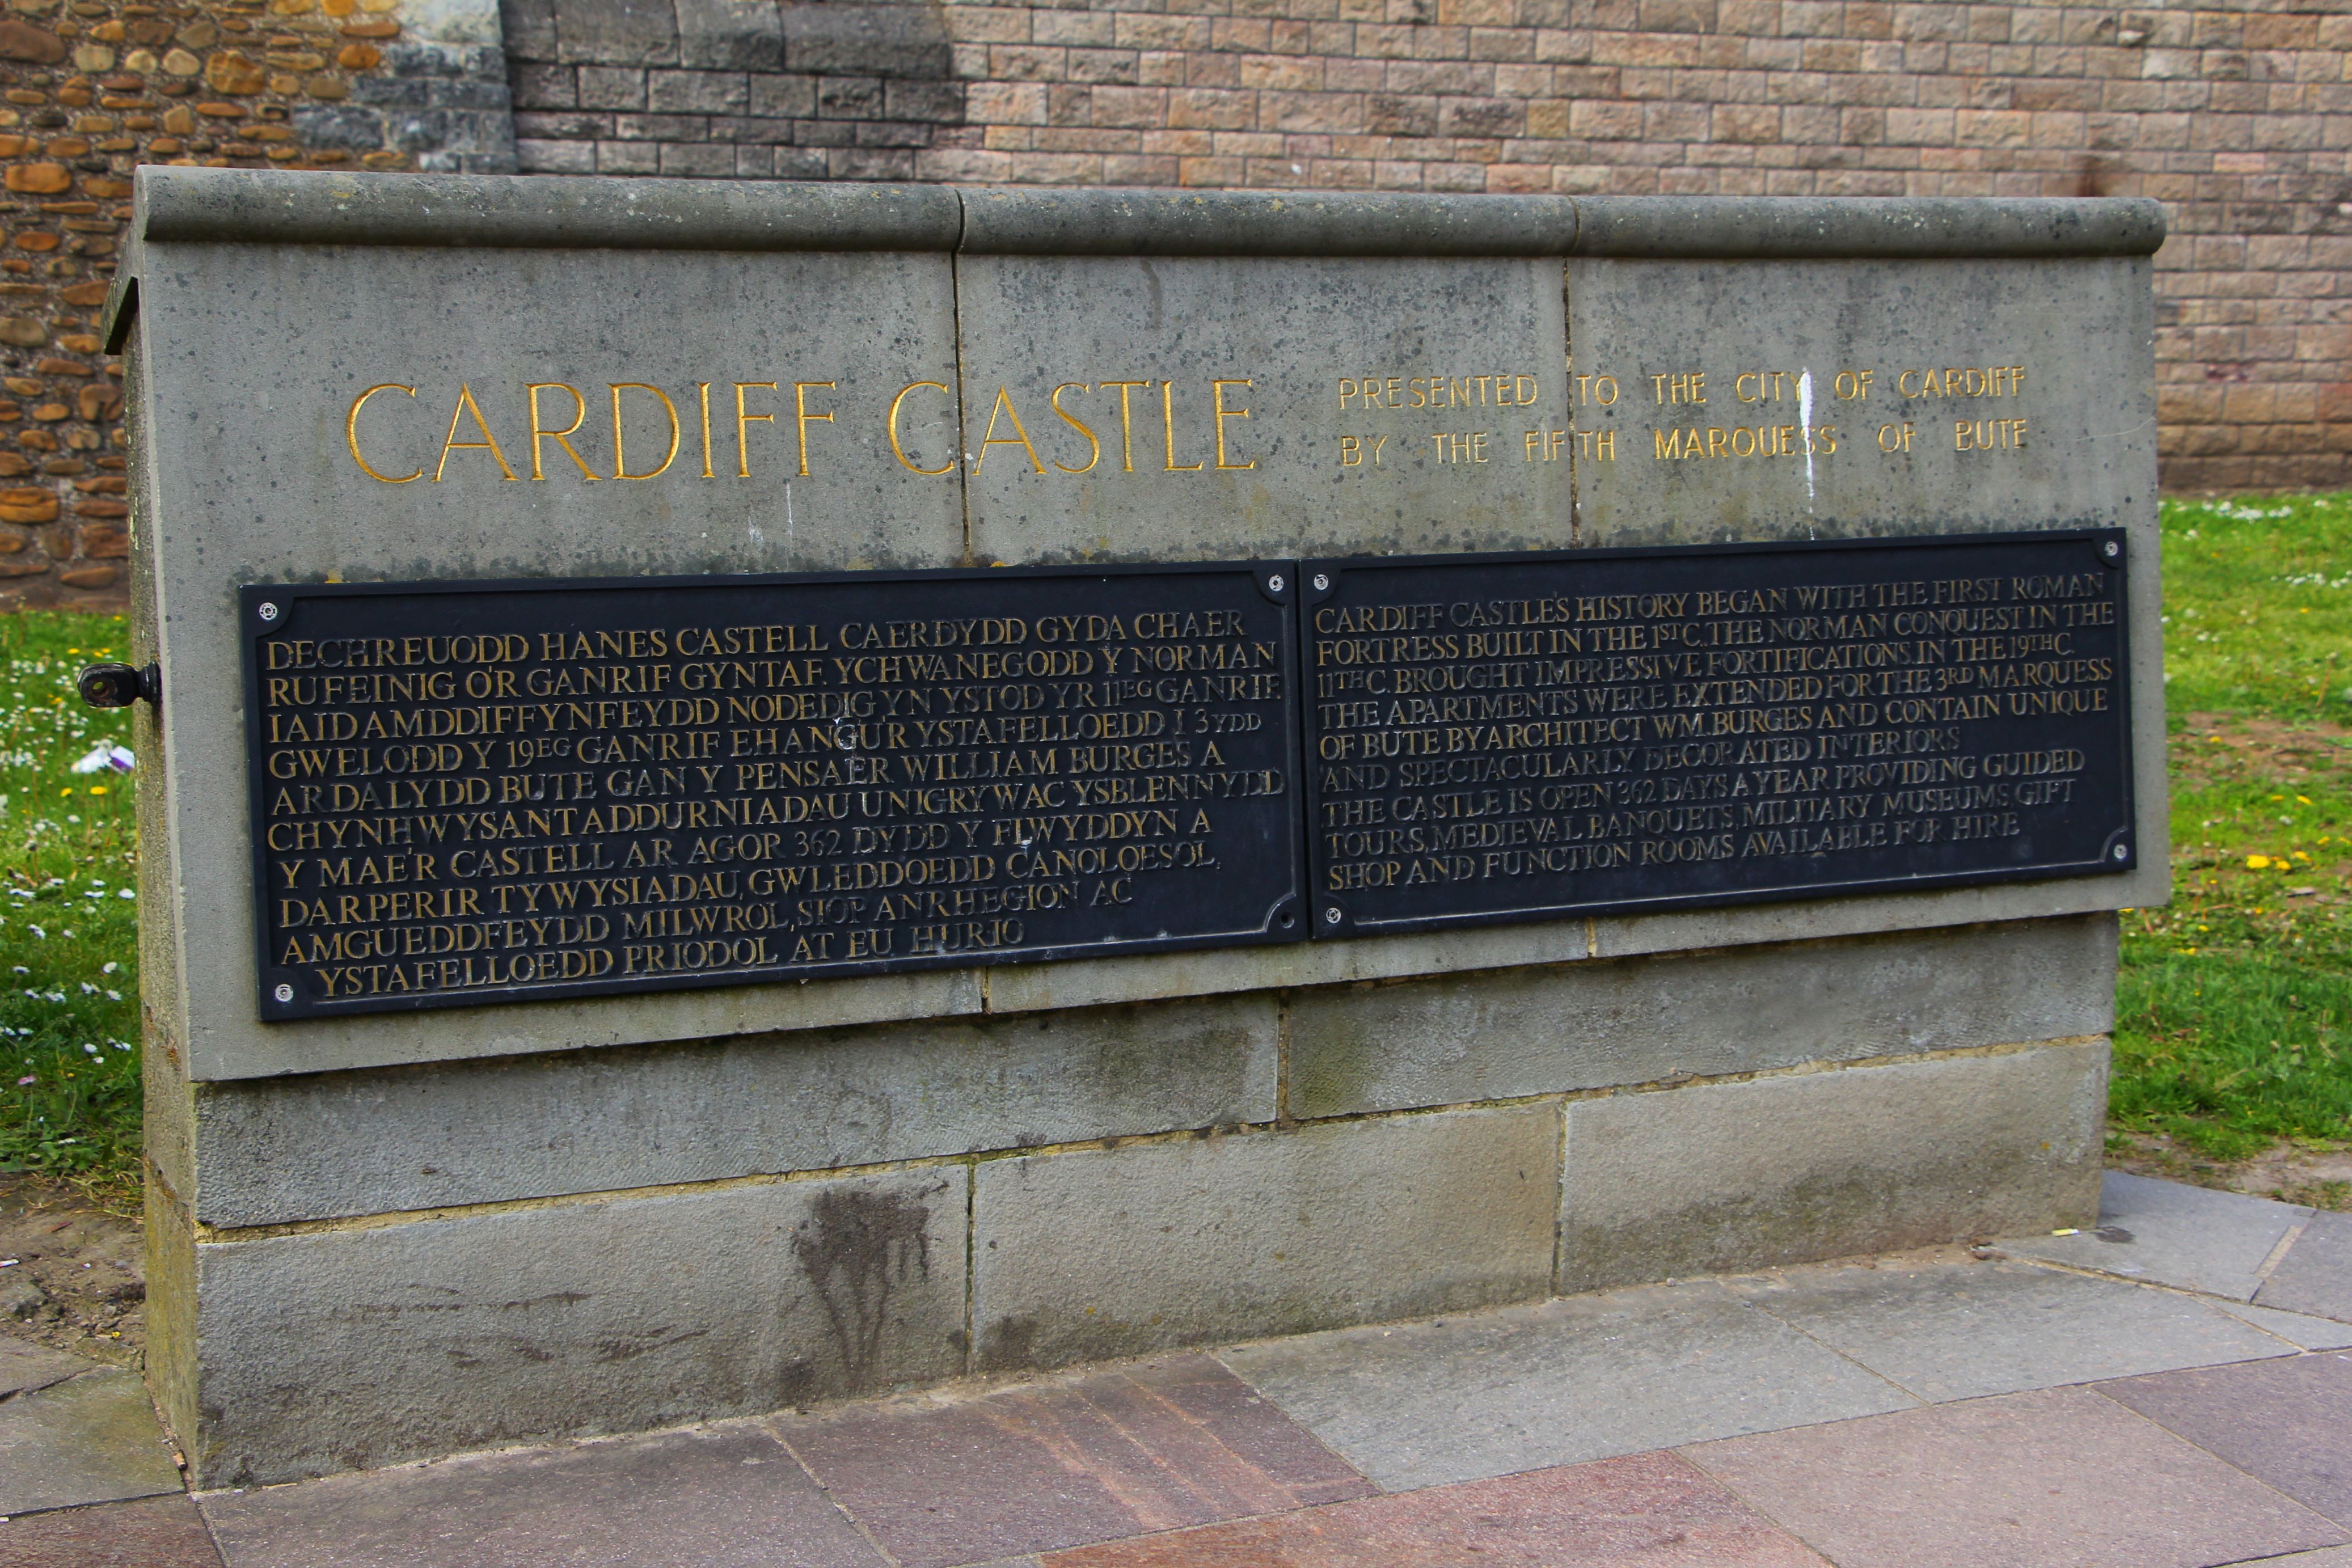 CARDIFF CASTLE
PRESENTED TO THE CITY OF CARDIFF
BY THE FIFTH MARQUESS OF BUTE
DECHREUODD HANES CASTELL CAERDYDD GYDA CHAER
RUFEINIG O'R GANRIF GYNTAF. YCHWANEGODD Y NORMAN
IAID AMDDIFFYNFEYDD NODEDIG YN YSTOD YR 11EG GANRIF.
GWELODD Y 19EG GANRIF EHANGU'R YSTAFELLOEDD I 3YDD
ARDALYDD BUTE GAN Y PENSAER WILLIAM BURGES A
CHYNHWYSANT ADDURNIADAU UNIGRYW AC YSBLENNYDD
Y MAE'R CASTELL AR AGOR 362 DYDD Y FLWYDDYN A
DARPERIR TYWYSIADAU, GWLEDDOEDD CANOLOESOL,
AMGUEDDFEYDD MILWROL, SIOP ANRHEGION AC
YSTAFELLOEDD PRIODOL AT EU HURIO
CARDIFF CASTLE'S HISTORY BEGAN WITH THE FIRST ROMAN
FORTRESS BUILT IN THE 1ST C. THE NORMAN CONQUEST IN THE
11TH C. BROUGHT IMPRESSIVE FORTIFICATIONS. IN THE 19TH C.
THE APARTMENTS WERE EXTENDED FOR THE 3RD MARQUESS
OF BUTE BY ARCHITECT WM. BURGES AND CONTAIN UNIQUE
AND SPECTACULARLY DECORATED INTERIORS
THE CASTLE IS OPEN 362 DAYS A YEAR PROVIDING GUIDED
TOURS, MEDIEVAL BANQUETS, MILITARY MUSEUMS, GIFT
SHOP AND FUNCTION ROOMS AVAILABLE FOR HIRE